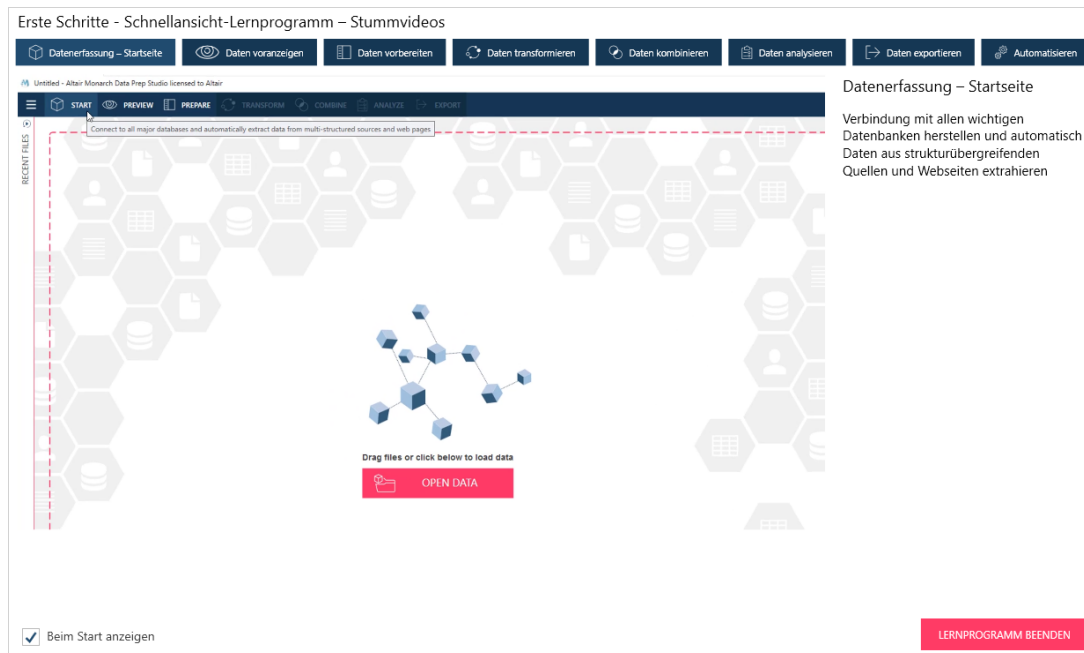 Erste Schritte - Schnellansicht-Lernprogramm – Stummvideos
Datenerfassung – Startseite
Daten voranzeigen
Daten vorbereiten
Daten transformieren
Daten kombinieren
Daten analysieren
Daten exportieren
Automatisieren
Untitled - Altair Monarch Data Prep Studio licensed to Altair
START
PREVIEW
PREPARE
TRANSFORM
COMBINE
ANALYZE
EXPORT
Connect to all major databases and automatically extract data from multi-structured sources and web pages
RECENT FILES
Drag files or click below to load data
OPEN DATA
Datenerfassung – Startseite
Verbindung mit allen wichtigen
Datenbanken herstellen und automatisch
Daten aus strukturübergreifenden
Quellen und Webseiten extrahieren
Beim Start anzeigen
LERNPROGRAMM BEENDEN